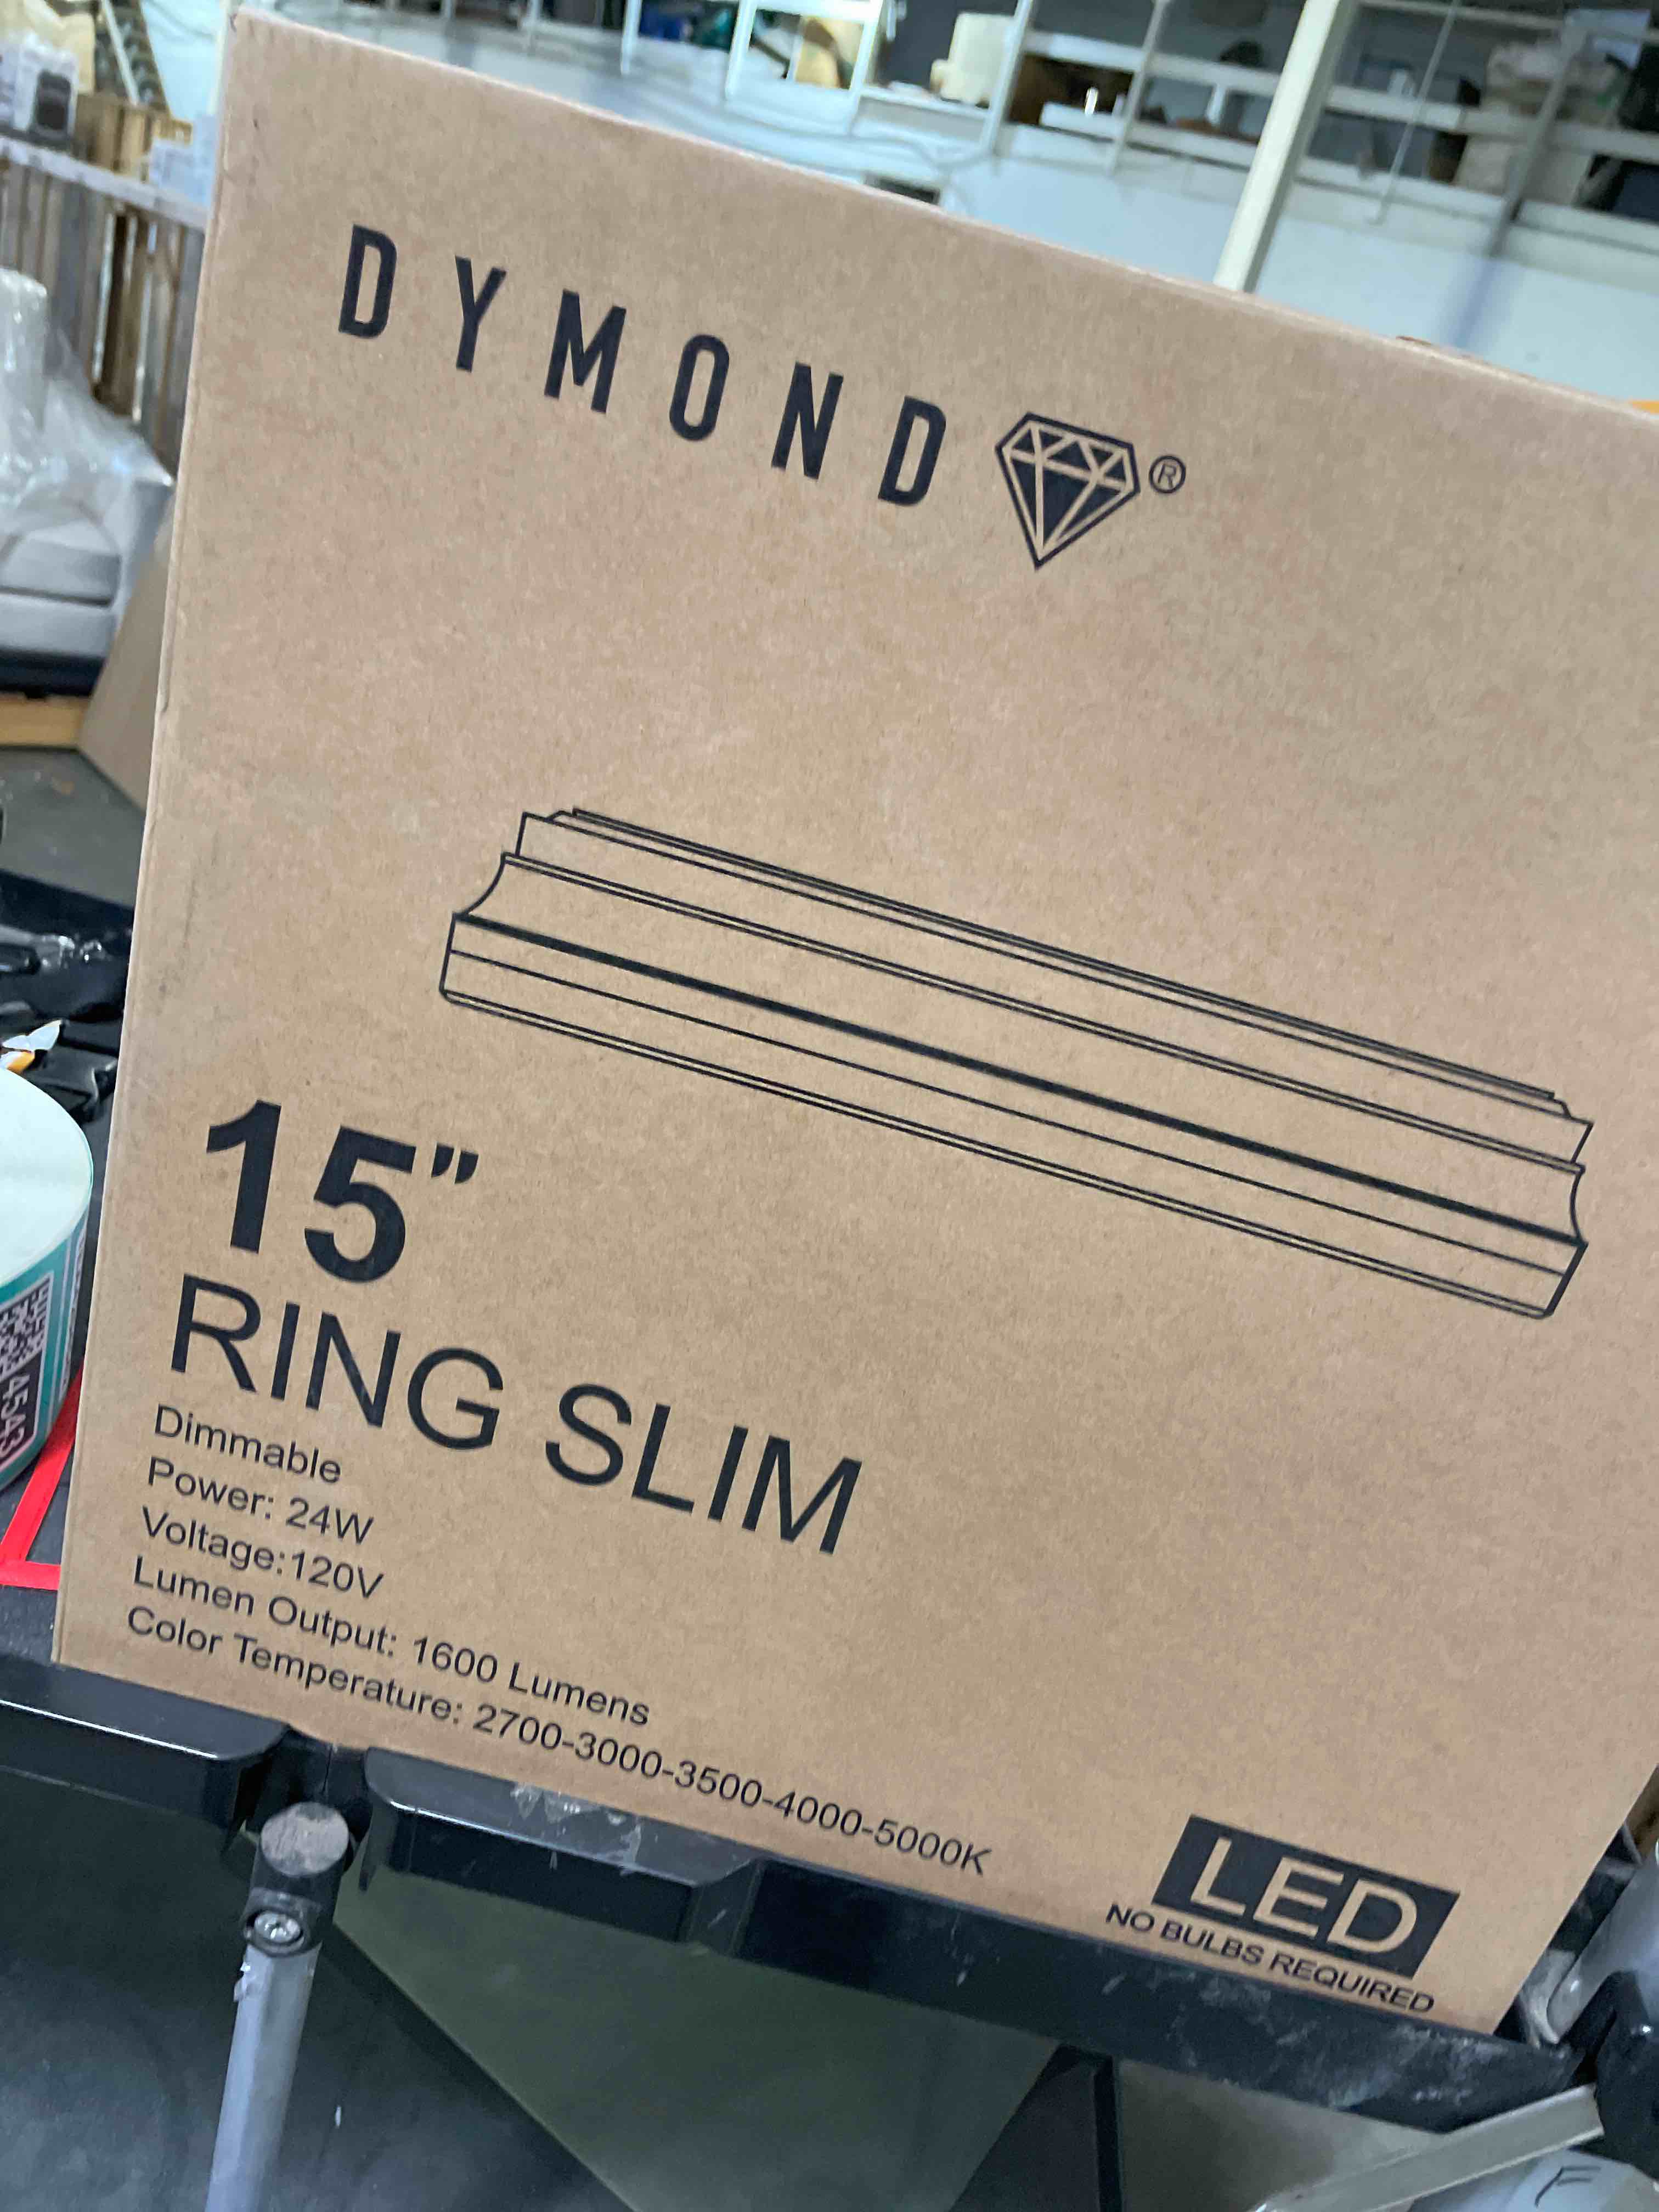 DYMOND®
15"
RING SLIM
Dimmable
Power: 24W
Voltage:120V
Lumen Output: 1600 Lumens
Color Temperature: 2700-3000-3500-4000-5000K
LED
NO BULBS REQUIRED
4543
F